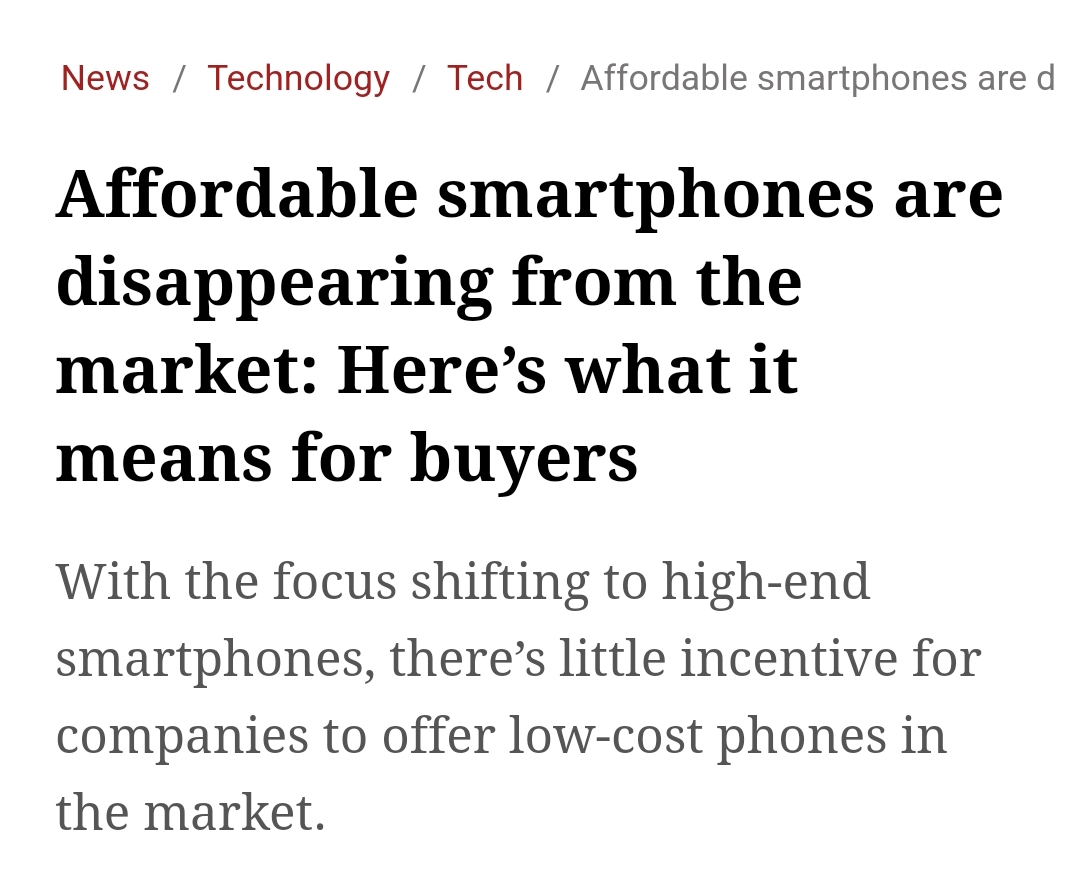 News / Technology / Tech / Affordable smartphones are d
Affordable smartphones are
disappearing from the
market: Here’s what it
means for buyers
With the focus shifting to high-end
smartphones, there’s little incentive for
companies to offer low-cost phones in
the market.